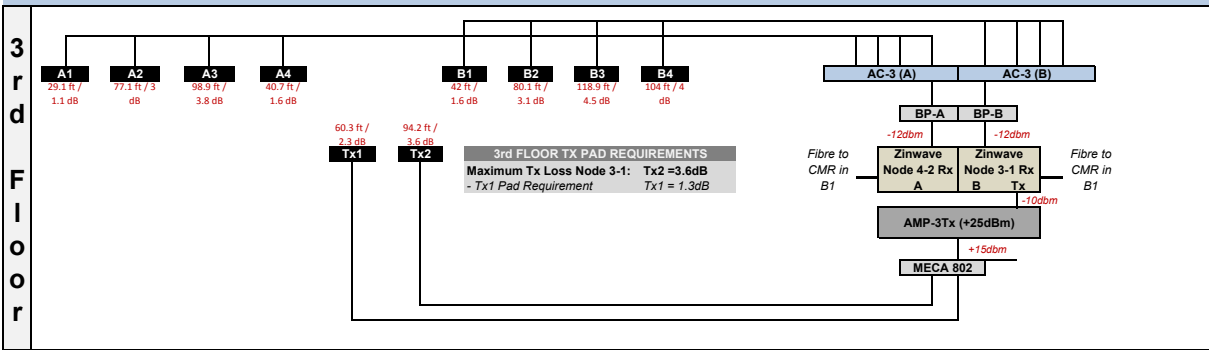 3rd Floor
A1
A2
A3
A4
B1
B2
B3
B4
AC-3 (A)
AC-3 (B)
29.1 ft /
1.1 dB
77.1 ft / 3
dB
98.9 ft /
3.8 dB
40.7 ft /
1.6 dB
42 ft /
1.6 dB
80.1 ft /
3.1 dB
118.9 ft /
4.5 dB
104 ft / 4
dB
BP-A
BP-B
-12dbm
-12dbm
60.3 ft /
2.3 dB
Tx1
94.2 ft /
3.6 dB
Tx2
3rd FLOOR TX PAD REQUIREMENTS
Maximum Tx Loss Node 3-1: Tx2 =3.6dB
- Tx1 Pad Requirement Tx1 = 1.3dB
Fibre to
CMR in
B1
Zinwave
Node 4-2 Rx
A
Zinwave
Node 3-1 Rx
B Tx
Fibre to
CMR in
B1
-10dbm
AMP-3Tx (+25dBm)
+15dbm
MECA 802